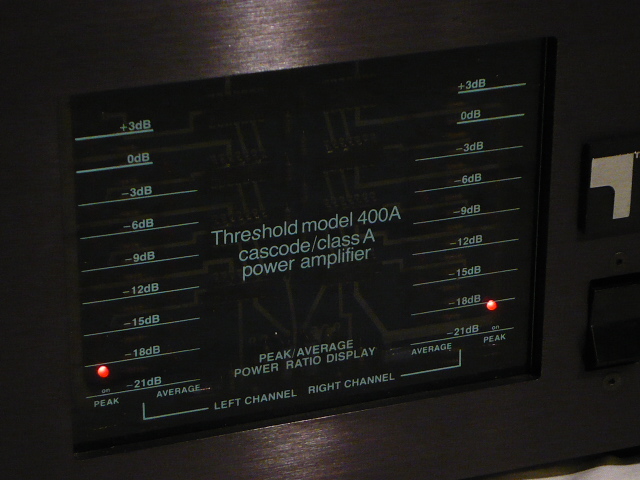 +3dB
0dB
−3dB
−6dB
−9dB
−12dB
−15dB
−18dB
−21dB
on
PEAK
AVERAGE
LEFT CHANNEL
Threshold model 400A
cascode/class A
power amplifier
PEAK/AVERAGE
POWER RATIO DISPLAY
+3dB
0dB
−3dB
−6dB
−9dB
−12dB
−15dB
−18dB
−21dB
on
PEAK
AVERAGE
RIGHT CHANNEL